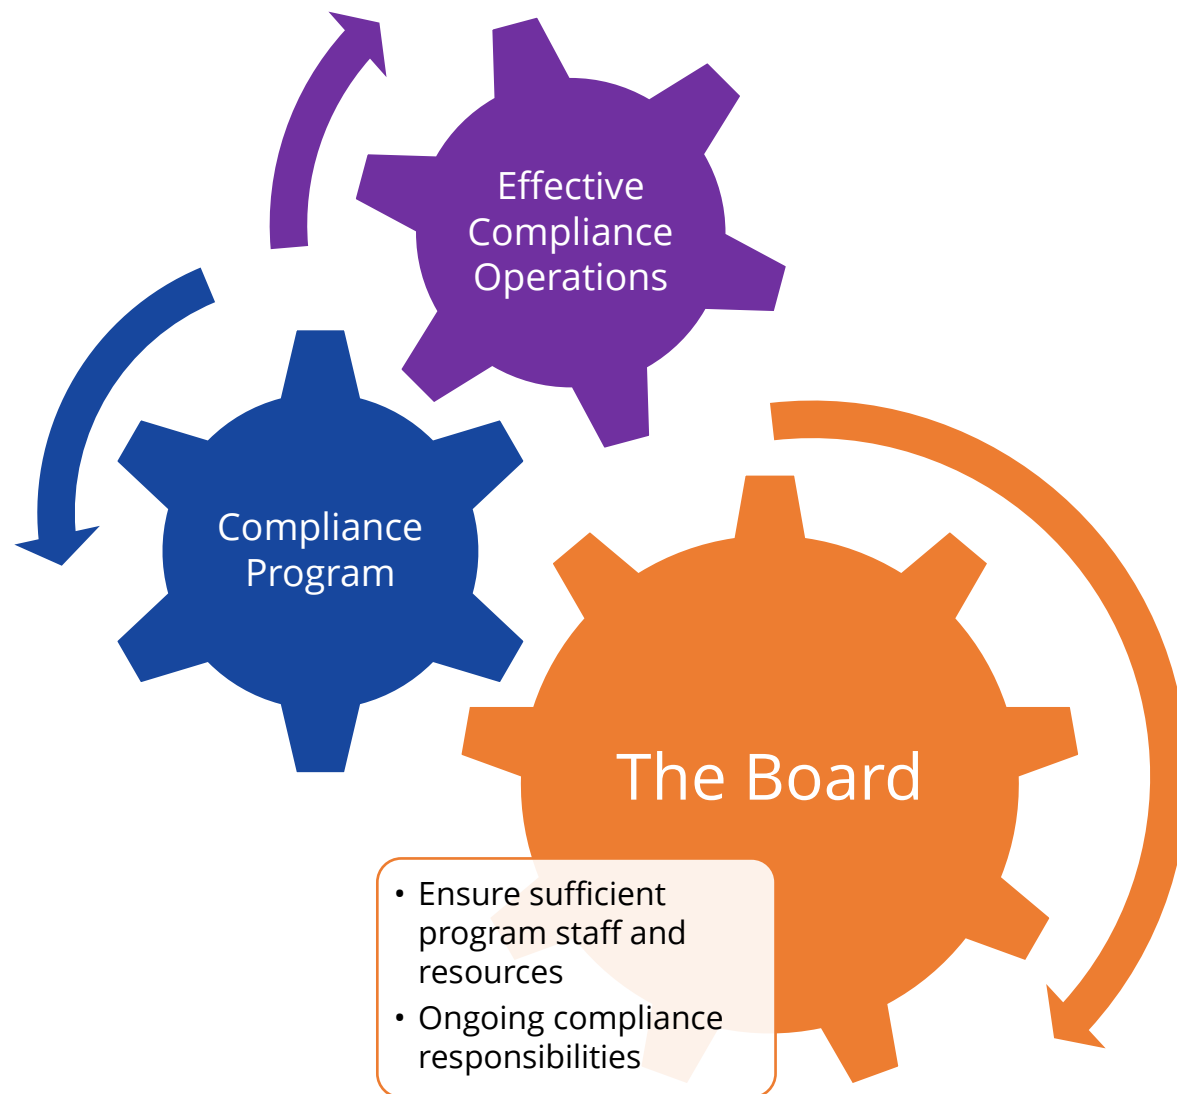 Effective
Compliance
Operations
Compliance
Program
The Board
• Ensure sufficient
program staff and
resources
• Ongoing compliance
responsibilities